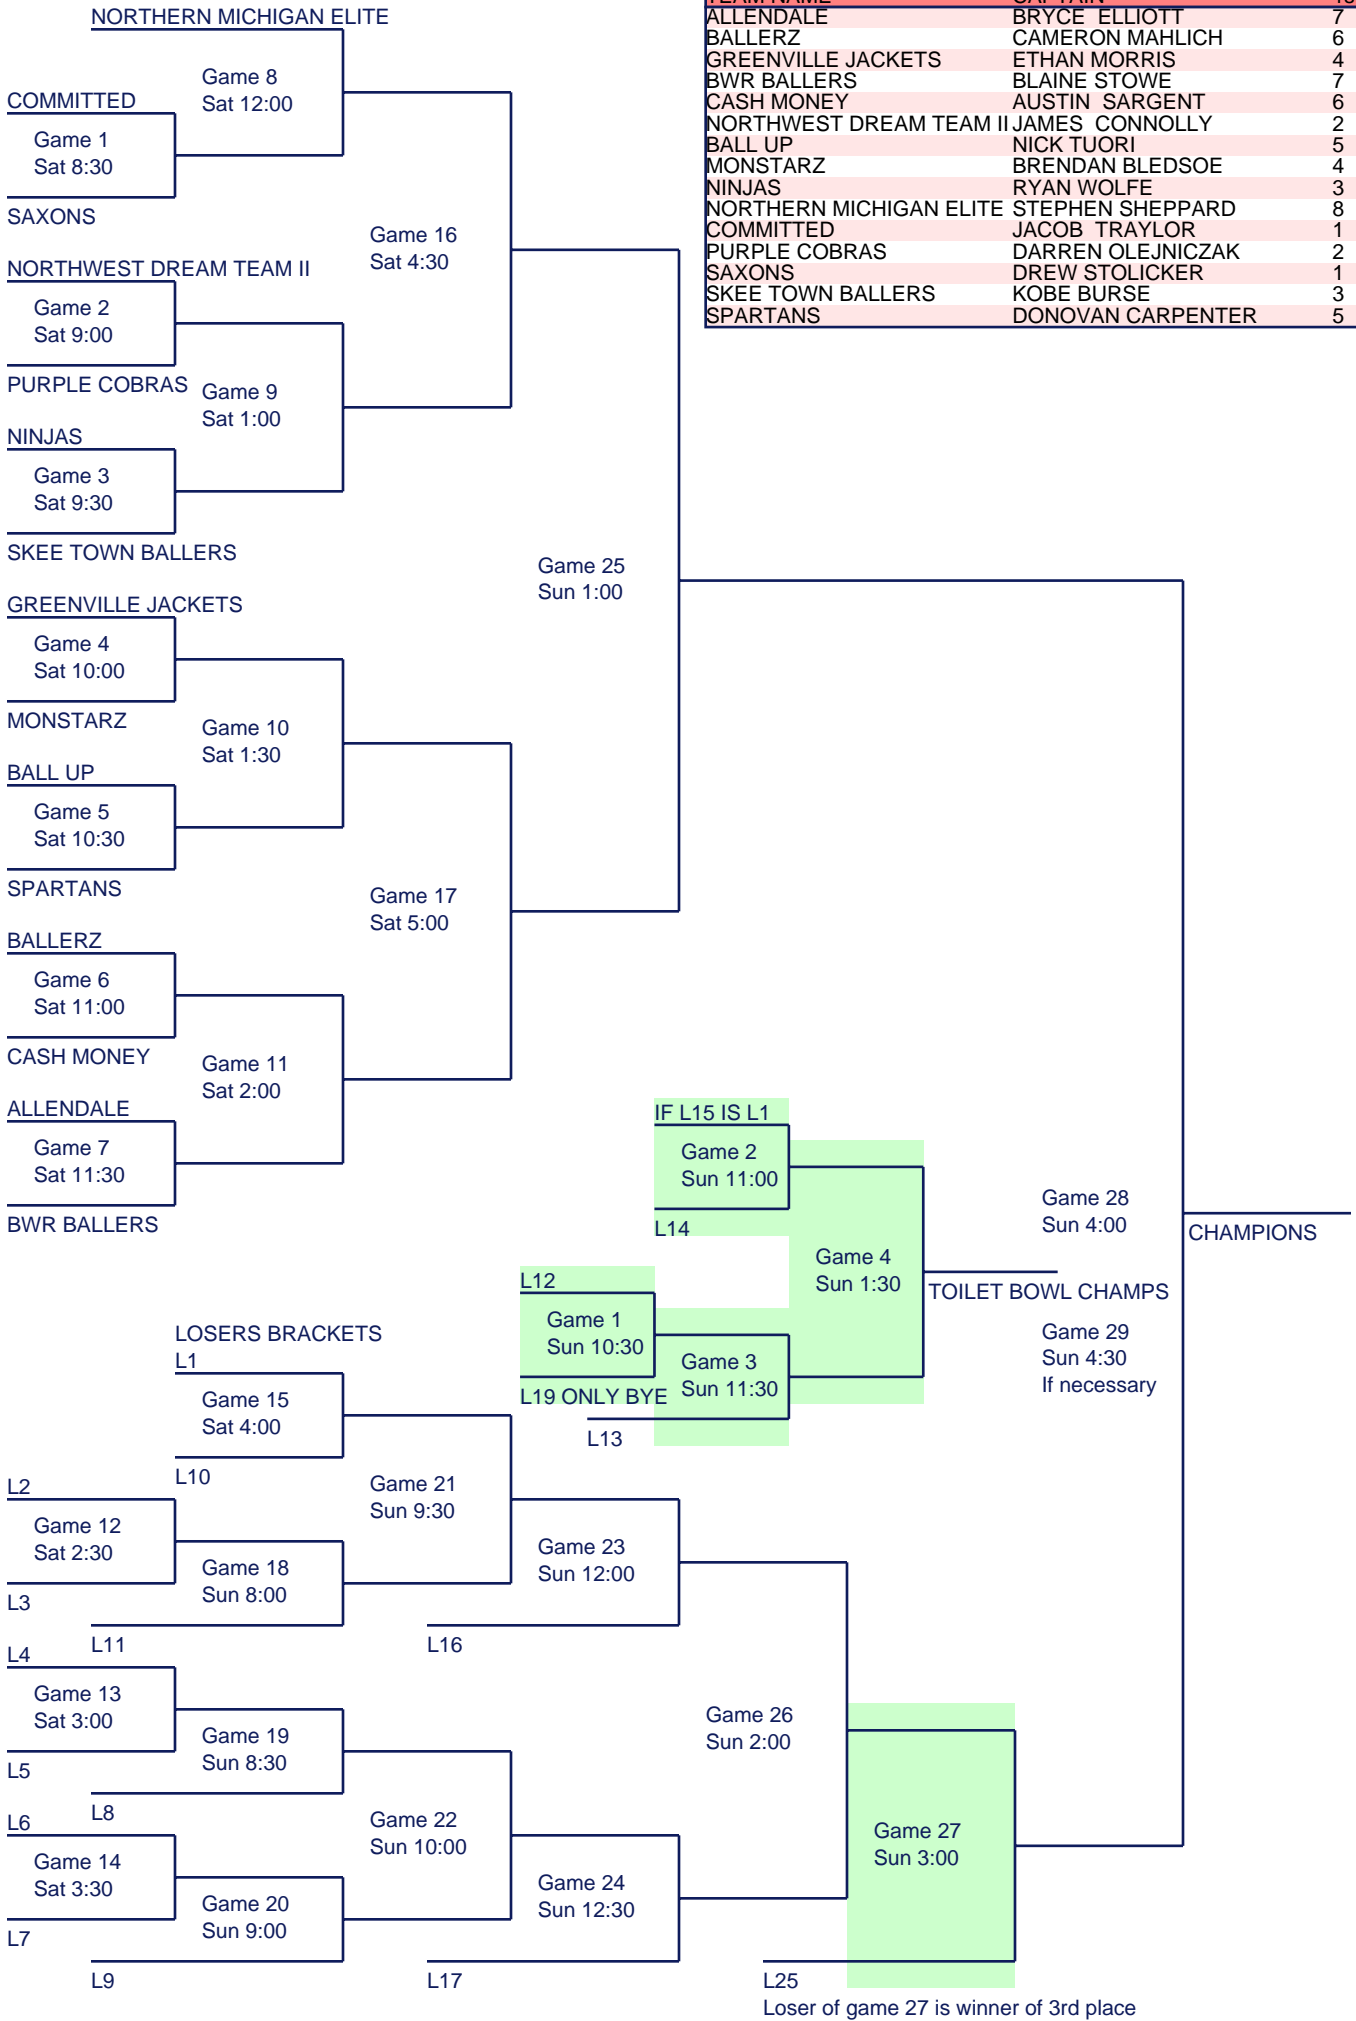 NORTHERN MICHIGAN ELITE
Game 8
Sat 12:00
COMMITTED
Game 1
Sat 8:30
SAXONS
Game 16
Sat 4:30
NORTHWEST DREAM TEAM II
Game 2
Sat 9:00
PURPLE COBRAS
Game 9
Sat 1:00
NINJAS
Game 3
Sat 9:30
SKEE TOWN BALLERS
Game 25
Sun 1:00
GREENVILLE JACKETS
Game 4
Sat 10:00
MONSTARZ
Game 10
Sat 1:30
BALL UP
Game 5
Sat 10:30
SPARTANS
Game 17
Sat 5:00
BALLERZ
Game 6
Sat 11:00
CASH MONEY
Game 11
Sat 2:00
ALLENDALE
Game 7
Sat 11:30
BWR BALLERS
ALLENDALE BRYCE  ELLIOTT 7
BALLERZ CAMERON MAHLICH 6
GREENVILLE JACKETS ETHAN MORRIS 4
BWR BALLERS BLAINE STOWE 7
CASH MONEY AUSTIN  SARGENT 6
NORTHWEST DREAM TEAM II JAMES  CONNOLLY 2
BALL UP NICK TUORI 5
MONSTARZ BRENDAN BLEDSOE 4
NINJAS RYAN WOLFE 3
NORTHERN MICHIGAN ELITE STEPHEN SHEPPARD 8
COMMITTED JACOB  TRAYLOR 1
PURPLE COBRAS DARREN OLEJNICZAK 2
SAXONS DREW STOLICKER 1
SKEE TOWN BALLERS KOBE BURSE 3
SPARTANS DONOVAN CARPENTER 5
IF L15 IS L1
Game 2
Sun 11:00
L14
L12
Game 1
Sun 10:30
L19 ONLY BYE
Game 3
Sun 11:30
L13
Game 4
Sun 1:30
TOILET BOWL CHAMPS
Game 28
Sun 4:00
CHAMPIONS
Game 29
Sun 4:30
If necessary
LOSERS BRACKETS
L1
Game 15
Sat 4:00
L10
Game 21
Sun 9:30
L2
Game 12
Sat 2:30
L3
Game 18
Sun 8:00
L11
Game 23
Sun 12:00
L16
L4
Game 13
Sat 3:00
L5
Game 19
Sun 8:30
L8
Game 26
Sun 2:00
L6
Game 14
Sat 3:30
L7
Game 22
Sun 10:00
Game 20
Sun 9:00
L9
Game 24
Sun 12:30
L17
Game 27
Sun 3:00
L25
Loser of game 27 is winner of 3rd place